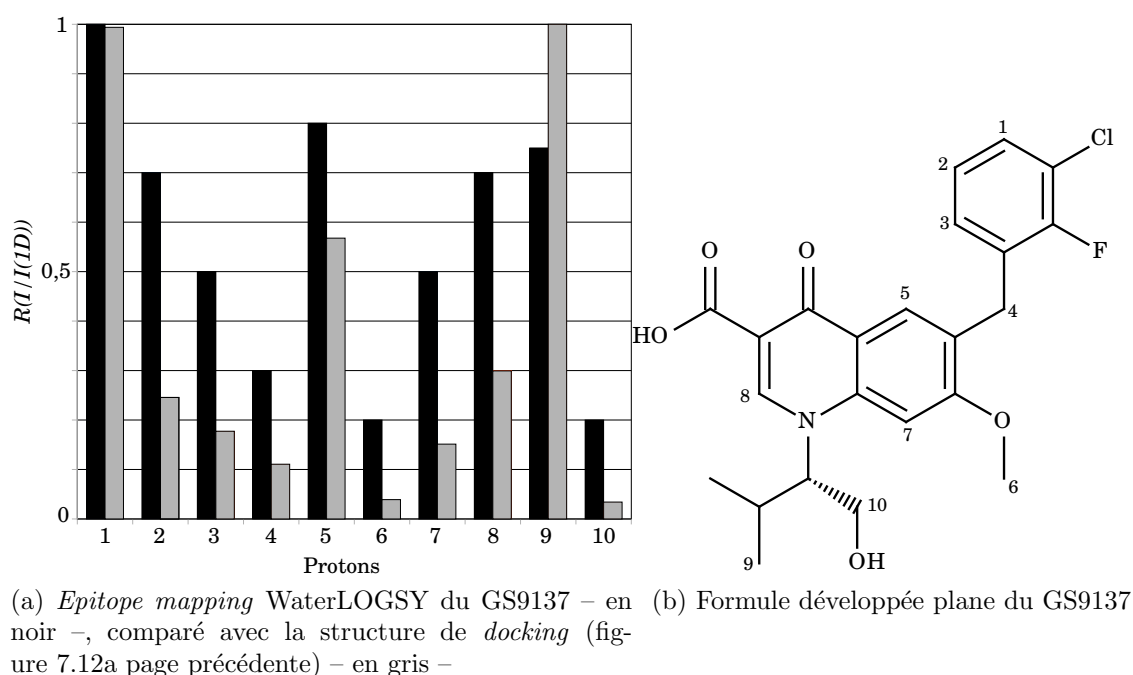 1
0,5
0
R(I/I(1D))
1 2 3 4 5 6 7 8 9 10
Protons
1
Cl
2
3
F
O
O
5
4
HO
8
N
7
O
6
10
9
OH
(a) Epitope mapping WaterLOGSY du GS9137 – en
noir –, comparé avec la structure de docking (fig-
ure 7.12a page précédente) – en gris –
(b) Formule développée plane du GS9137